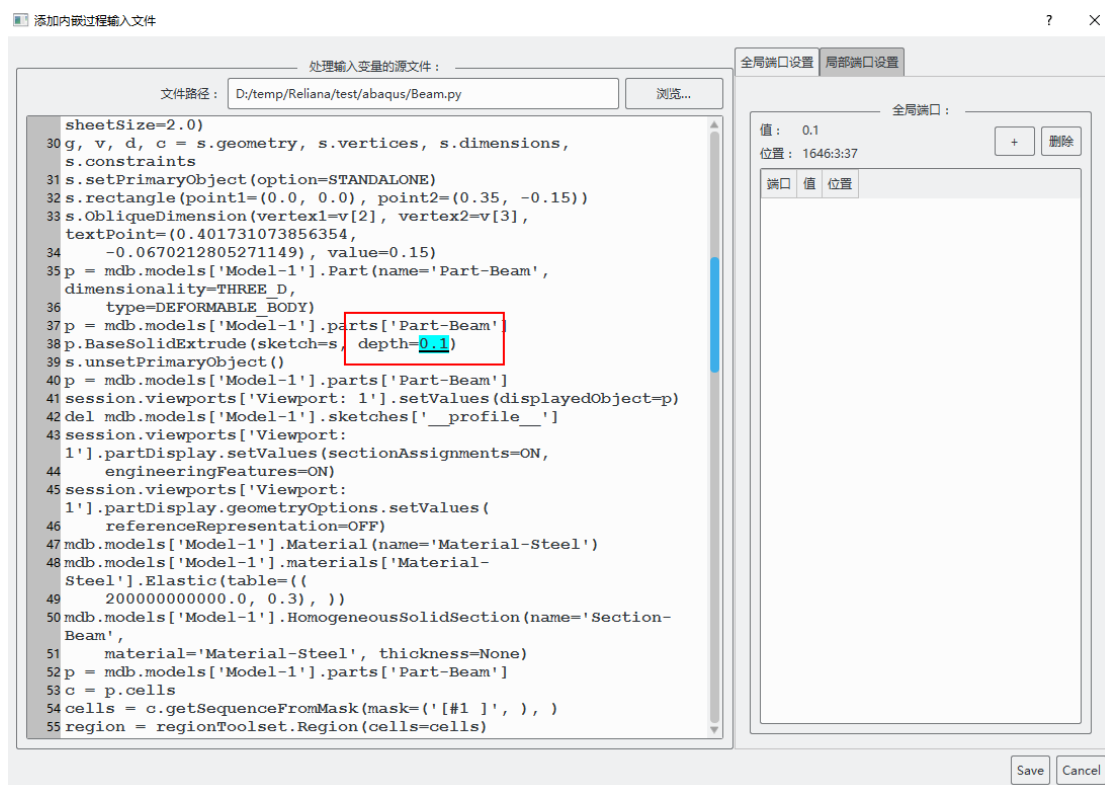 添加内嵌过程输入文件
?
全局端口设置 局部端口设置
处理输入变量的源文件：
文件路径： D:/temp/Reliana/test/abaqus/Beam.py 浏览...
sheetSize=2.0)
30 g, v, d, c = s.geometry, s.vertices, s.dimensions,
s.constraints
31 s.setPrimaryObject(option=STANDALONE)
32 s.rectangle(point1=(0.0, 0.0), point2=(0.35, -0.15))
33 s.ObliqueDimension(vertex1=v[2], vertex2=v[3],
textPoint=(0.401731073856354,
34 -0.0670212805271149), value=0.15)
35 p = mdb.models['Model-1'].Part(name='Part-Beam',
dimensionality=THREE_D,
36 type=DEFORMABLE_BODY)
37 p = mdb.models['Model-1'].parts['Part-Beam']
38 p.BaseSolidExtrude(sketch=s, depth=0.1)
39 s.unsetPrimaryObject()
40 p = mdb.models['Model-1'].parts['Part-Beam']
41 session.viewports['Viewport: 1'].setValues(displayedObject=p)
42 del mdb.models['Model-1'].sketches['__profile__']
43 session.viewports['Viewport:
1'].partDisplay.setValues(sectionAssignments=ON,
44 engineeringFeatures=ON)
45 session.viewports['Viewport:
1'].partDisplay.geometryOptions.setValues(
46 referenceRepresentation=OFF)
47 mdb.models['Model-1'].Material(name='Material-Steel')
48 mdb.models['Model-1'].materials['Material-
Steel'].Elastic(table=((
49 200000000000.0, 0.3), ))
50 mdb.models['Model-1'].HomogeneousSolidSection(name='Section-
Beam',
51 material='Material-Steel', thickness=None)
52 p = mdb.models['Model-1'].parts['Part-Beam']
53 c = p.cells
54 cells = c.getSequenceFromMask(mask=('[#1 ]', ), )
55 region = regionToolset.Region(cells=cells)
全局端口：
值： 0.1
位置： 1646:3:37
+ 删除
端口 值 位置
Save Cancel